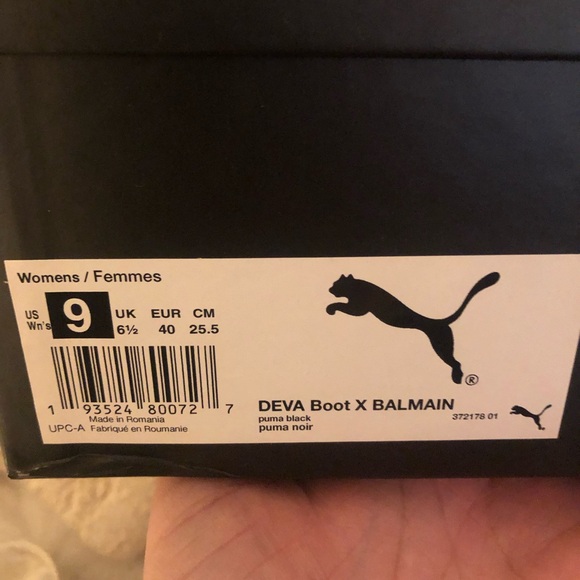 Womens / Femmes
US Wn's 9 UK 6½ EUR 40 CM 25.5
1 93524 80072 7
Made in Romania
UPC-A Fabriqué en Roumanie
DEVA Boot X BALMAIN
puma black 372178 01
puma noir
®